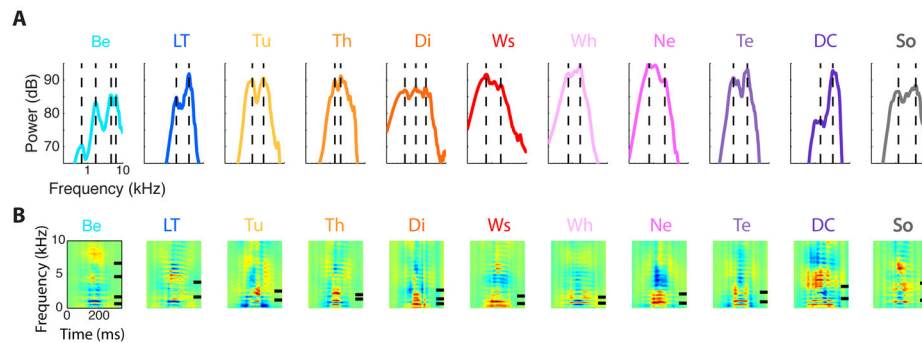 A
Be LT Tu Th Di Ws Wh Ne Te DC So
Power (dB)
90
80
70
1 10
Frequency (kHz)
B
Be LT Tu Th Di Ws Wh Ne Te DC So
Frequency (kHz)
10
5
0
0 200
Time (ms)